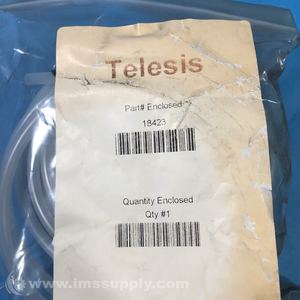 Telesis
Part# Enclosed
18423
Quantity Enclosed
Qty #1
© www.imssupply.com